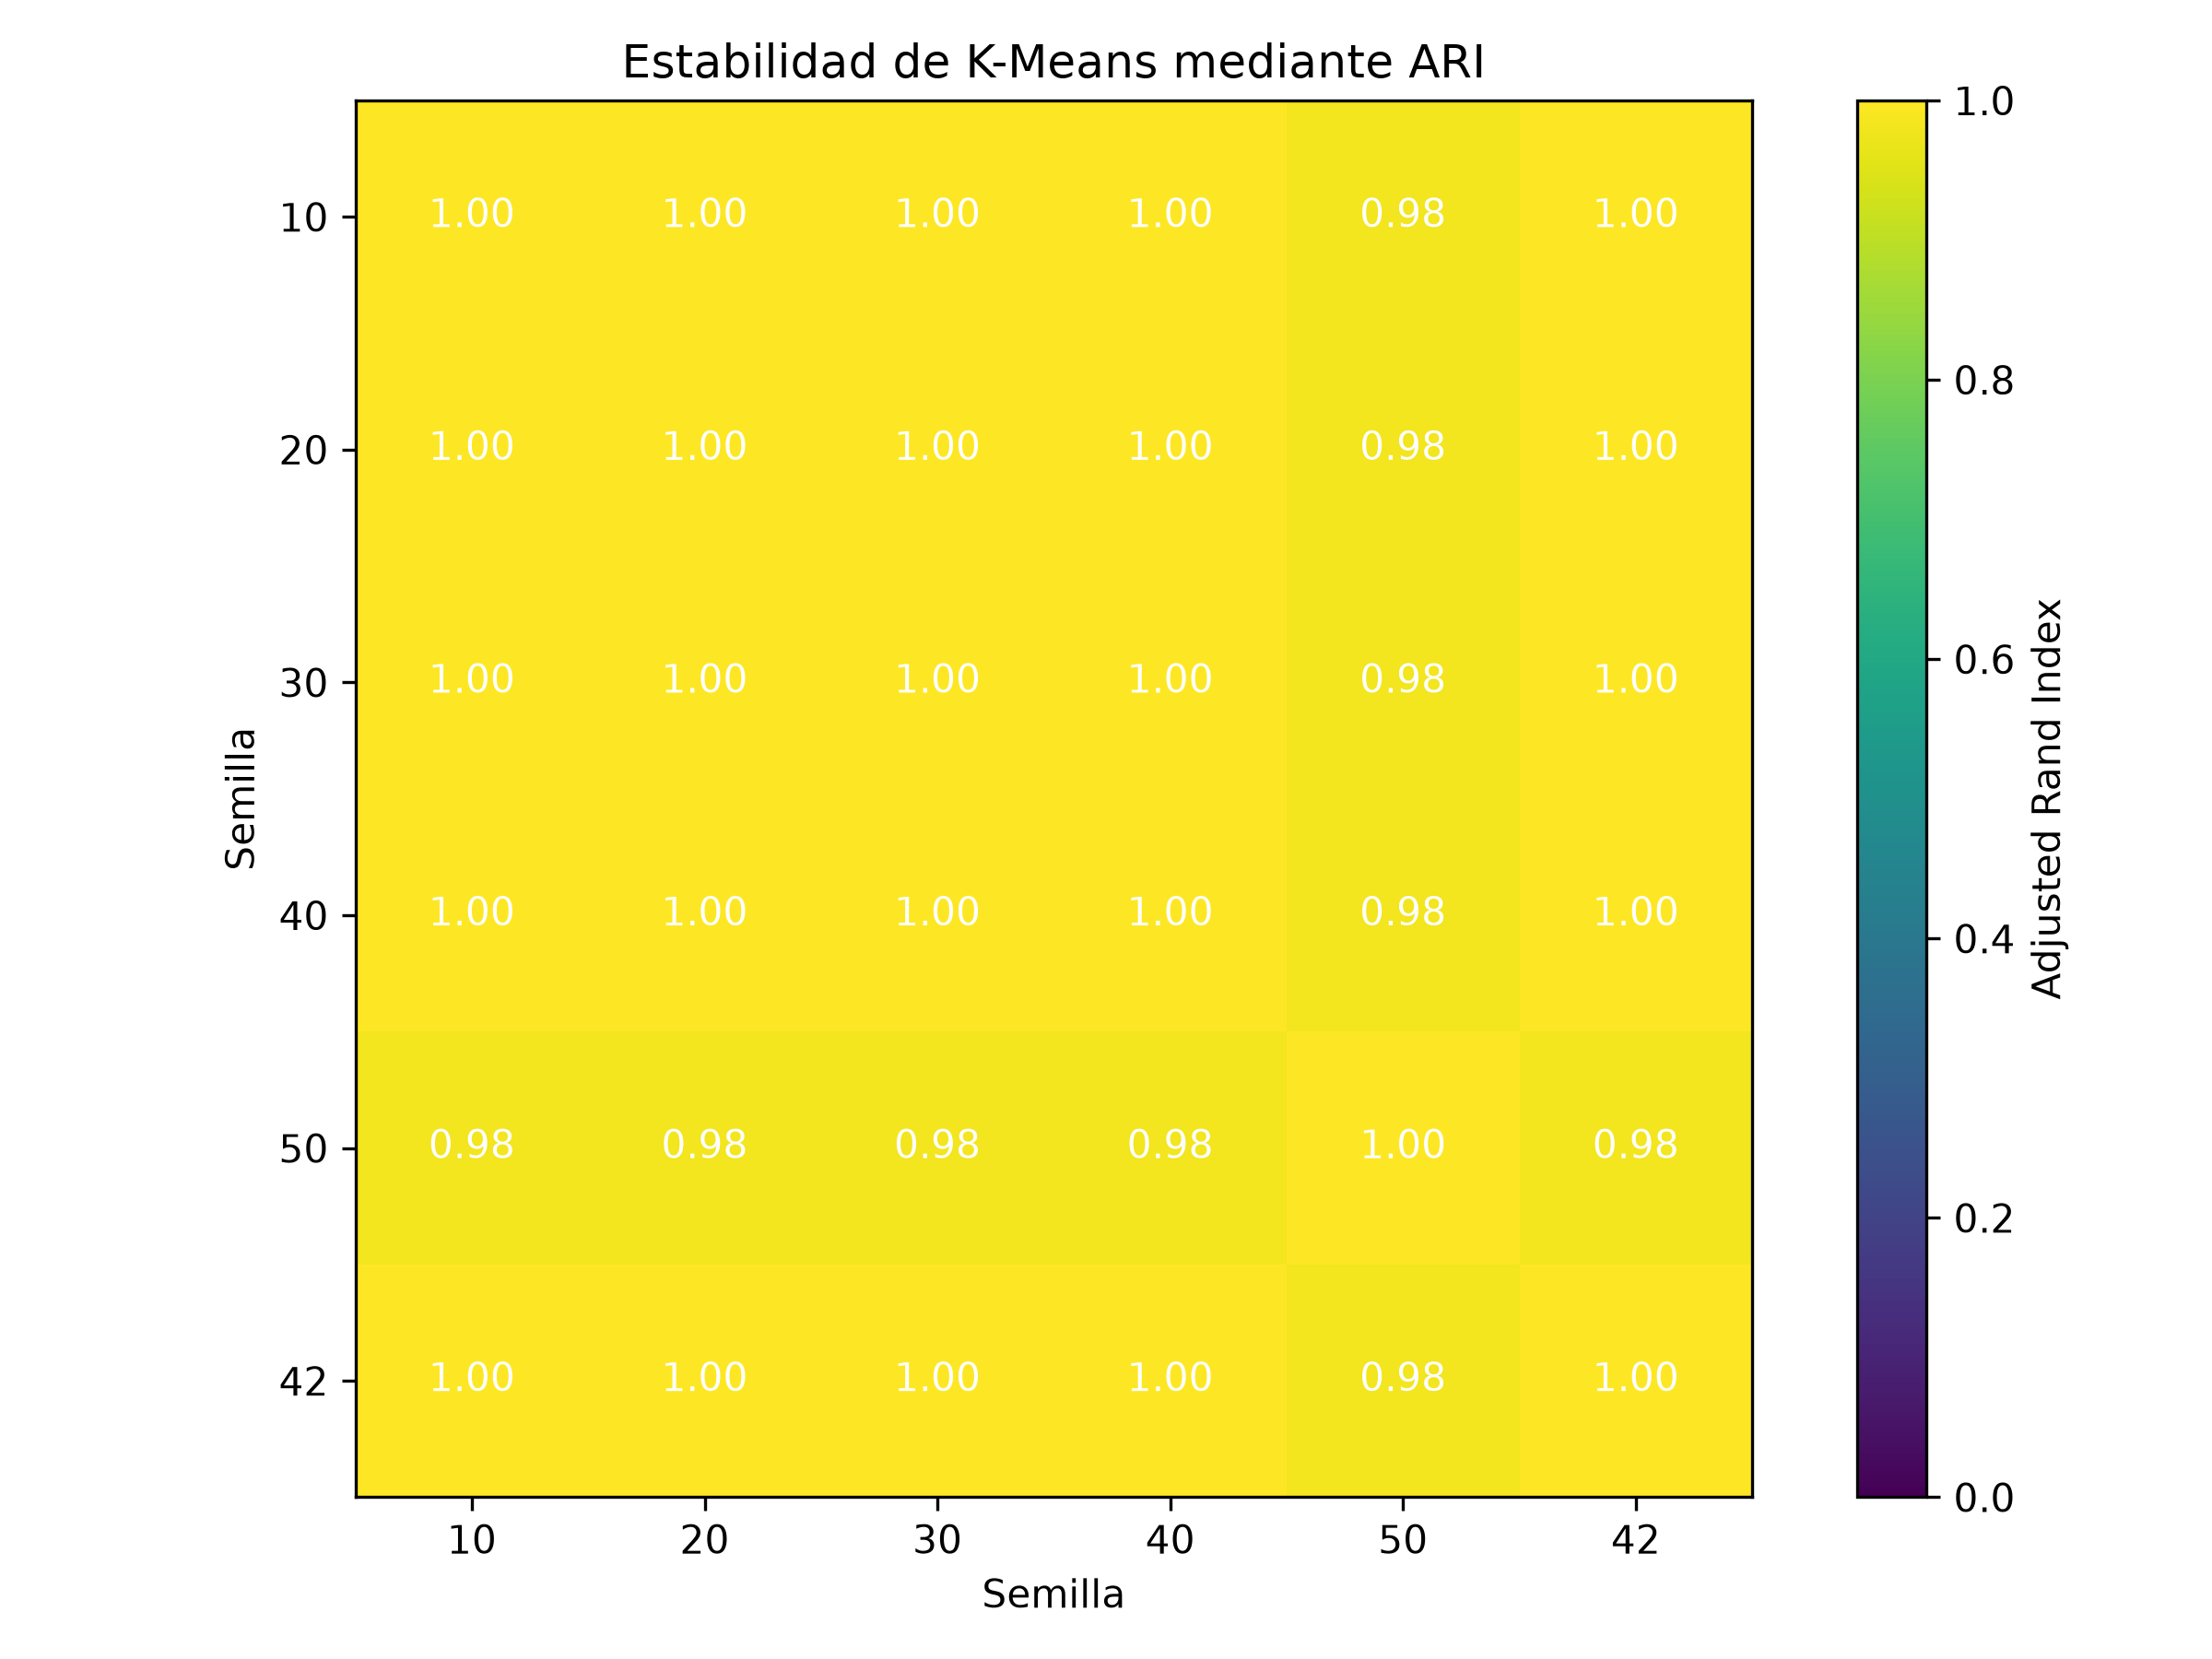 Estabilidad de K-Means mediante ARI
1.0
10 1.00 1.00 1.00 1.00 0.98 1.00
0.8
20 1.00 1.00 1.00 1.00 0.98 1.00
0.6
30 1.00 1.00 1.00 1.00 0.98 1.00
Semilla
Adjusted Rand Index
40 1.00 1.00 1.00 1.00 0.98 1.00
0.4
50 0.98 0.98 0.98 0.98 1.00 0.98
0.2
42 1.00 1.00 1.00 1.00 0.98 1.00
0.0
10 20 30 40 50 42
Semilla